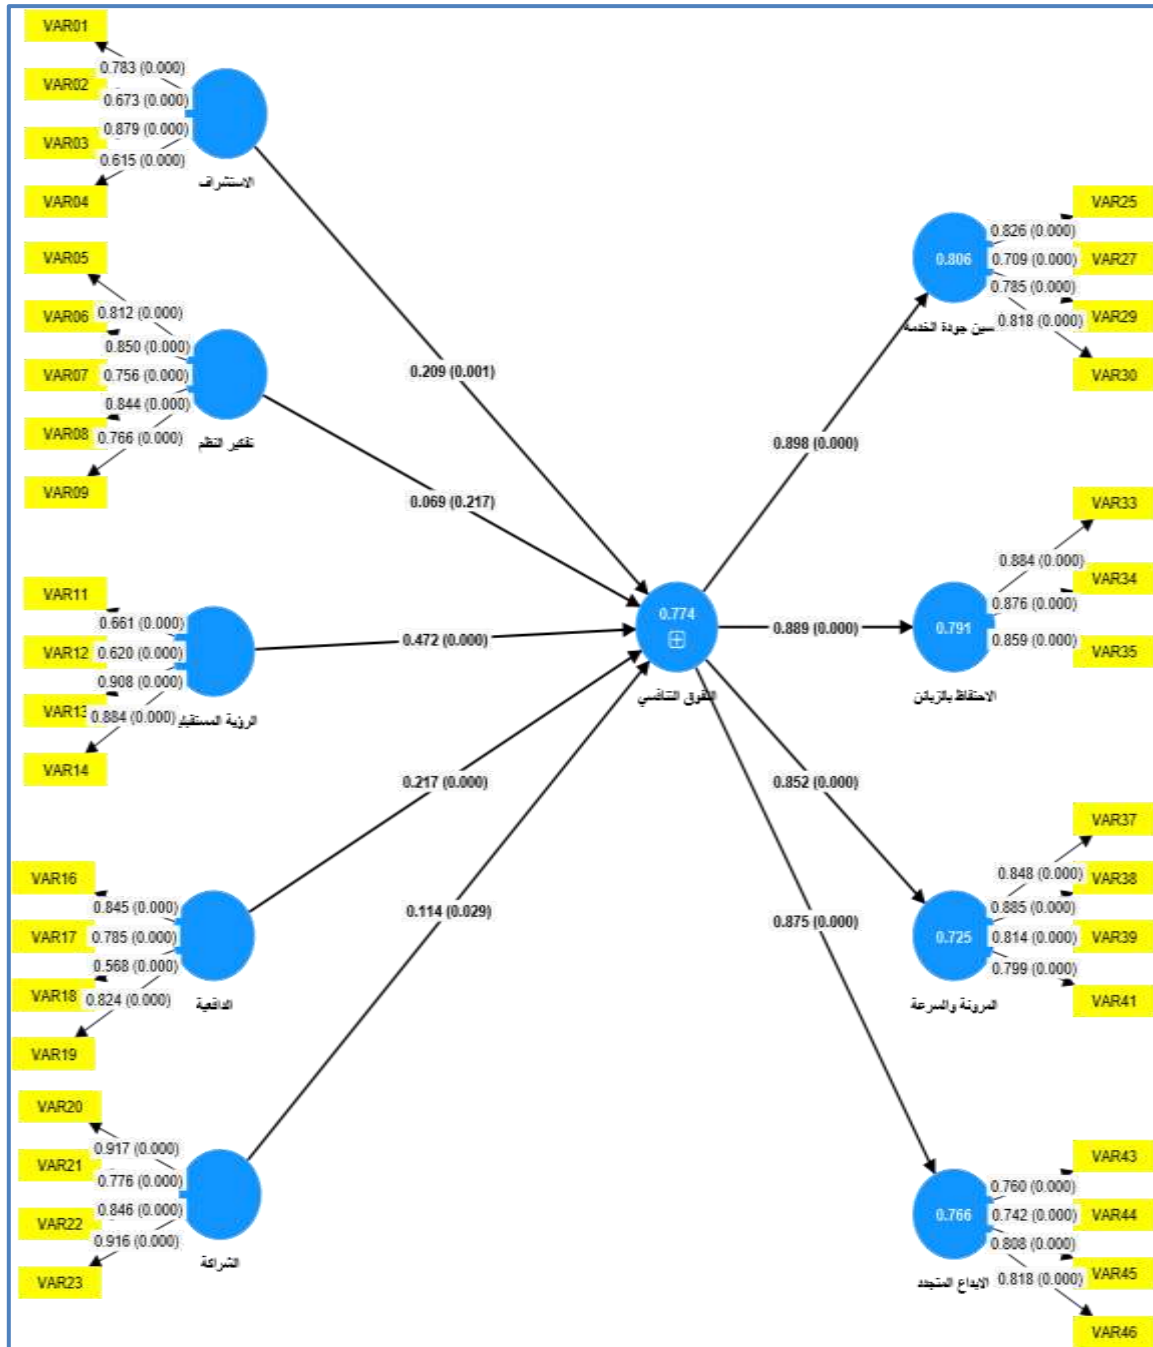 VAR01
0.783 (0.000)
VAR02
0.673 (0.000)
0.879 (0.000)
VAR03
0.615 (0.000)
VAR04
الاستشراف
VAR05
0.812 (0.000)
VAR06
0.850 (0.000)
VAR07
0.756 (0.000)
0.844 (0.000)
VAR08
0.766 (0.000)
VAR09
تفكير النظم
VAR11
0.661 (0.000)
VAR12
0.620 (0.000)
0.908 (0.000)
VAR13
0.884 (0.000)
VAR14
الرؤية المستقبلي
VAR16
0.845 (0.000)
VAR17
0.785 (0.000)
0.568 (0.000)
VAR18
0.824 (0.000)
VAR19
الدافعية
VAR20
0.917 (0.000)
VAR21
0.776 (0.000)
0.846 (0.000)
VAR22
0.916 (0.000)
VAR23
الشراكة
0.209 (0.001)
0.069 (0.217)
0.472 (0.000)
0.217 (0.000)
0.114 (0.029)
0.774
التفوق التنافسي
0.898 (0.000)
0.889 (0.000)
0.852 (0.000)
0.875 (0.000)
0.806
سين جودة الخدمة
VAR25
0.826 (0.000)
0.709 (0.000)
VAR27
0.785 (0.000)
VAR29
0.818 (0.000)
VAR30
0.791
الاحتفاظ بالزبائن
VAR33
0.884 (0.000)
VAR34
0.876 (0.000)
0.859 (0.000)
VAR35
0.725
المرونة والسرعة
VAR37
0.848 (0.000)
VAR38
0.885 (0.000)
0.814 (0.000)
VAR39
0.799 (0.000)
VAR41
0.766
الابداع المتجدد
VAR43
0.760 (0.000)
0.742 (0.000)
VAR44
0.808 (0.000)
VAR45
0.818 (0.000)
VAR46